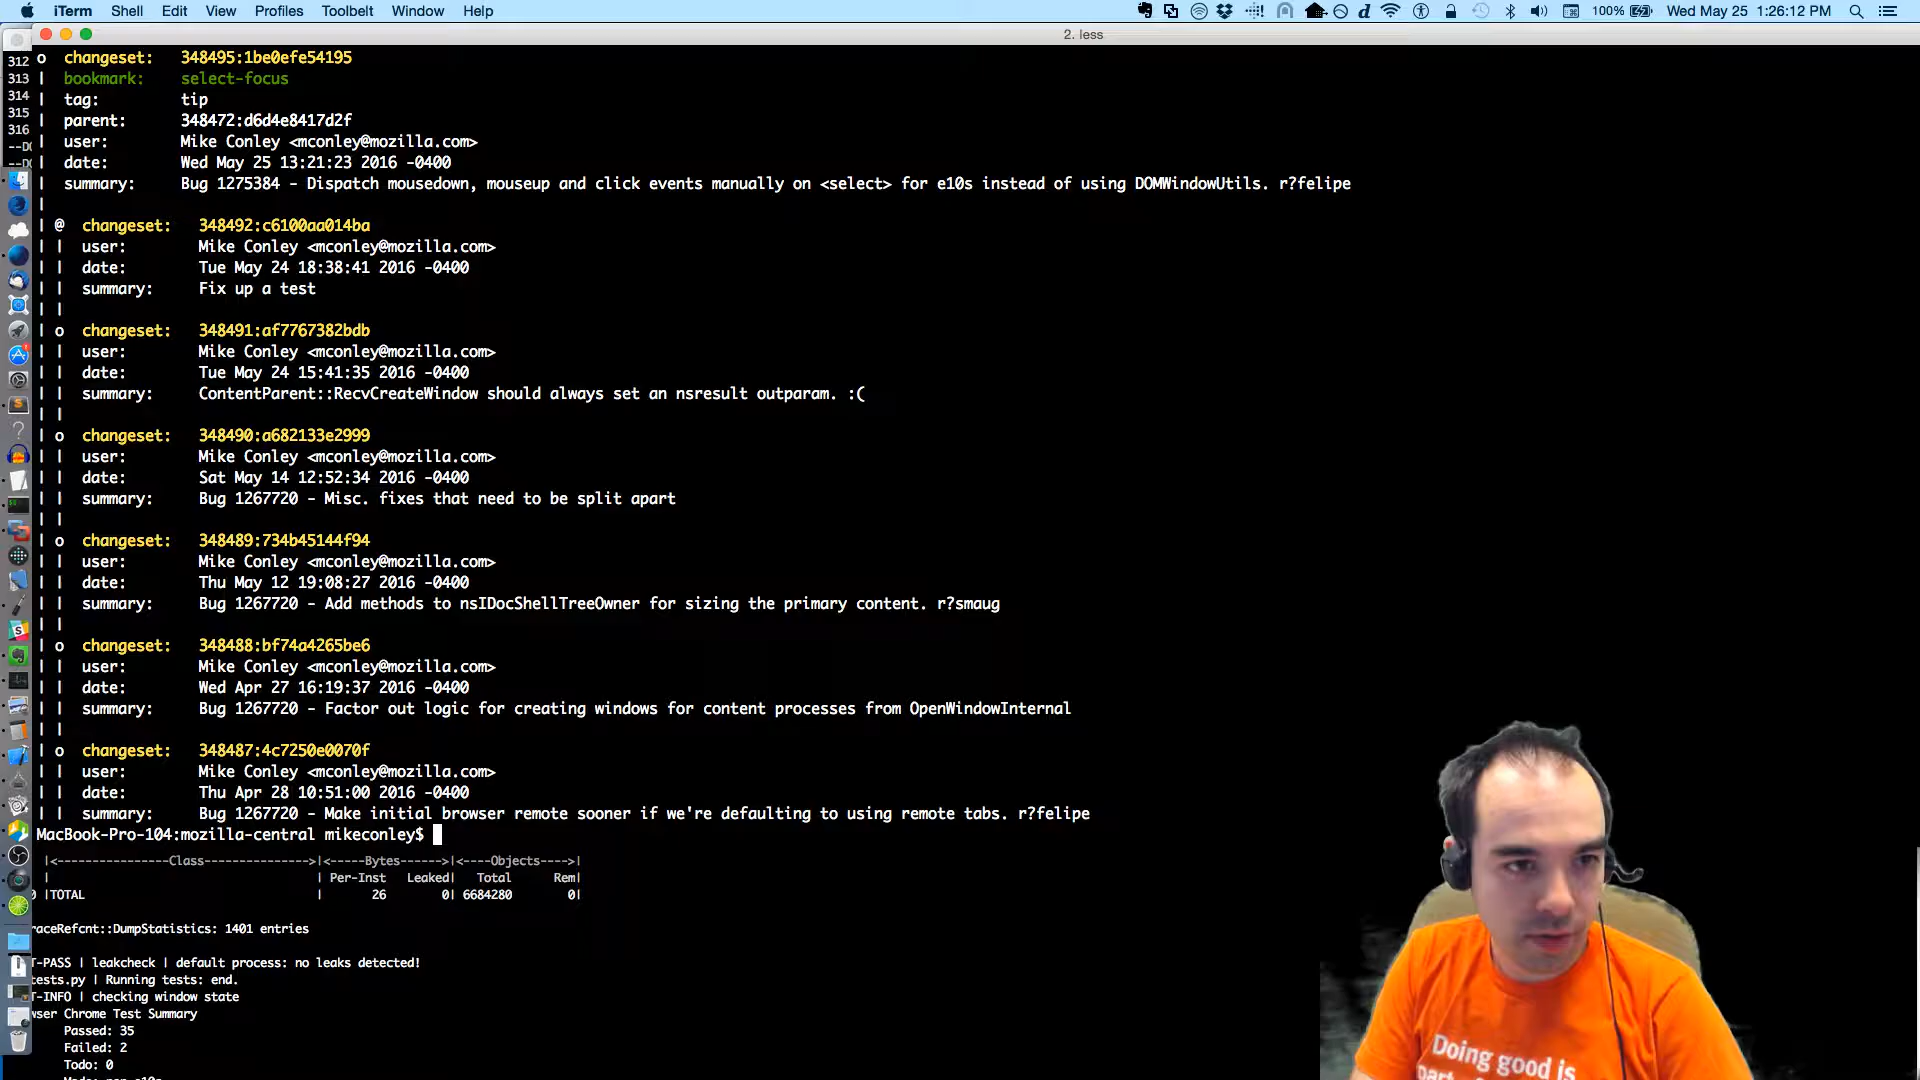 iTerm Shell Edit View Profiles Toolbelt Window Help 100% Wed May 25 1:26:12 PM
2. less
312 o changeset: 348495:1be0efe54195
313 | bookmark: select-focus
314 | tag: tip
315 | parent: 348472:d6d4e8417d2f
316 | user: Mike Conley <mconley@mozilla.com>
| date: Wed May 25 13:21:23 2016 -0400
| summary: Bug 1275384 - Dispatch mousedown, mouseup and click events manually on <select> for e10s instead of using DOMWindowUtils. r?felipe
|
| @ changeset: 348492:c6100aa014ba
| | user: Mike Conley <mconley@mozilla.com>
| | date: Tue May 24 18:38:41 2016 -0400
| | summary: Fix up a test
| |
| o changeset: 348491:af7767382bdb
| | user: Mike Conley <mconley@mozilla.com>
| | date: Tue May 24 15:41:35 2016 -0400
| | summary: ContentParent::RecvCreateWindow should always set an nsresult outparam. :(
| |
| o changeset: 348490:a682133e2999
| | user: Mike Conley <mconley@mozilla.com>
| | date: Sat May 14 12:52:34 2016 -0400
| | summary: Bug 1267720 - Misc. fixes that need to be split apart
| |
| o changeset: 348489:734b45144f94
| | user: Mike Conley <mconley@mozilla.com>
| | date: Thu May 12 19:08:27 2016 -0400
| | summary: Bug 1267720 - Add methods to nsIDocShellTreeOwner for sizing the primary content. r?smaug
| |
| o changeset: 348488:bf74a4265be6
| | user: Mike Conley <mconley@mozilla.com>
| | date: Wed Apr 27 16:19:37 2016 -0400
| | summary: Bug 1267720 - Factor out logic for creating windows for content processes from OpenWindowInternal
| |
| o changeset: 348487:4c7250e0070f
| | user: Mike Conley <mconley@mozilla.com>
| | date: Thu Apr 28 10:51:00 2016 -0400
| | summary: Bug 1267720 - Make initial browser remote sooner if we're defaulting to using remote tabs. r?felipe
MacBook-Pro-104:mozilla-central mikeconley$
|<----------------Class--------------->|<-----Bytes------>|<----Objects---->|
| | Per-Inst Leaked| Total Rem|
|TOTAL | 26 0| 6684280 0|
raceRefcnt::DumpStatistics: 1401 entries
T-PASS | leakcheck | default process: no leaks detected!
tests.py | Running tests: end.
T-INFO | checking window state
wser Chrome Test Summary
Passed: 35
Failed: 2
Todo: 0
Doing good is
part of